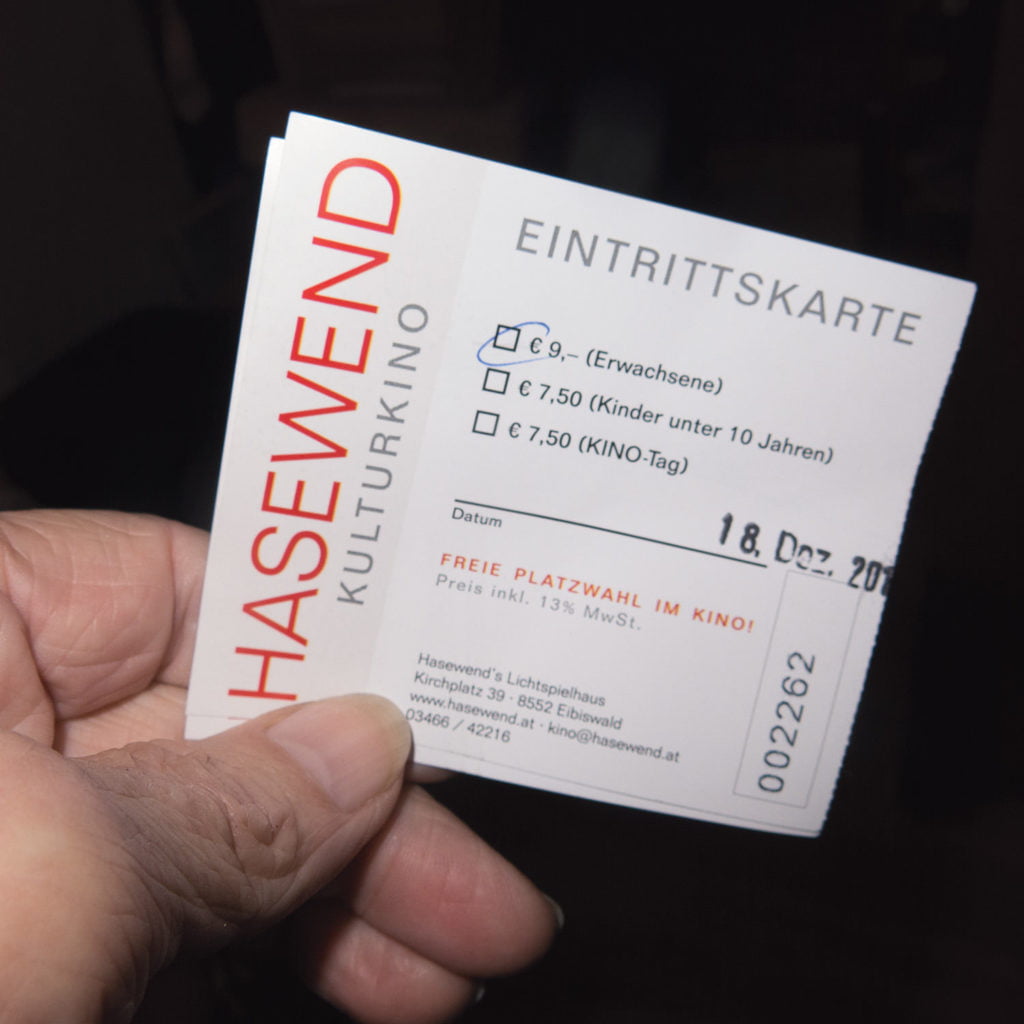 HASEWEND
KULTURKINO
EINTRITTSKARTE
€ 9,– (Erwachsene)
€ 7,50 (Kinder unter 10 Jahren)
€ 7,50 (KINO-Tag)
18. Dez. 201
Datum
FREIE PLATZWAHL IM KINO!
Preis inkl. 13% MwSt.
Hasewend's Lichtspielhaus
Kirchplatz 39 · 8552 Eibiswald
www.hasewend.at · kino@hasewend.at
03466 / 42216
002262